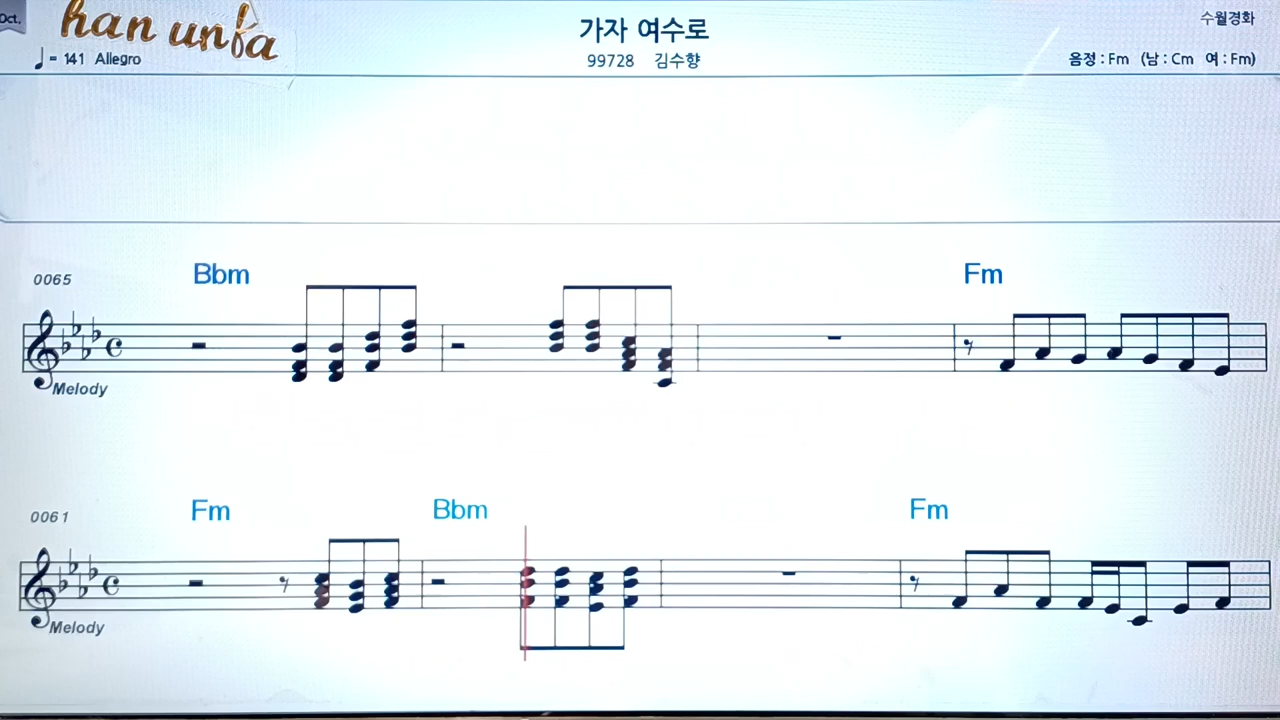 Oct.
han unfa
가자 여수로
수월경화
♩= 141 Allegro
99728 김수향
음정 : Fm (남 : Cm 여 : Fm)
0065
Bbm
Fm
Melody
0061
Fm
Bbm
Fm
Melody